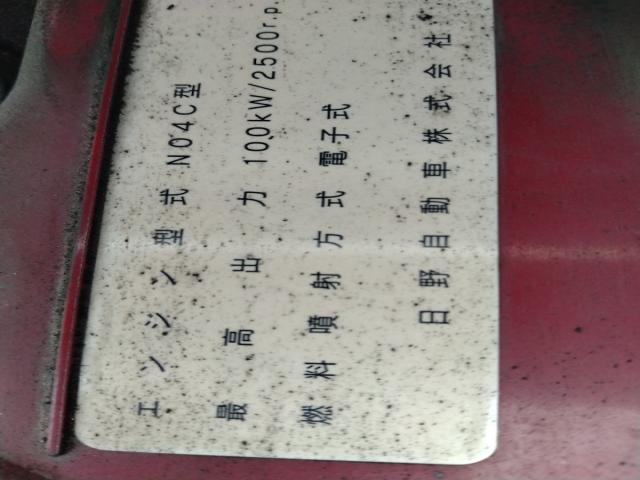 エンジン型式 N04C型
最高出力 100kW/2500r.p.
燃料噴射方式 電子式
日野自動車株式会社